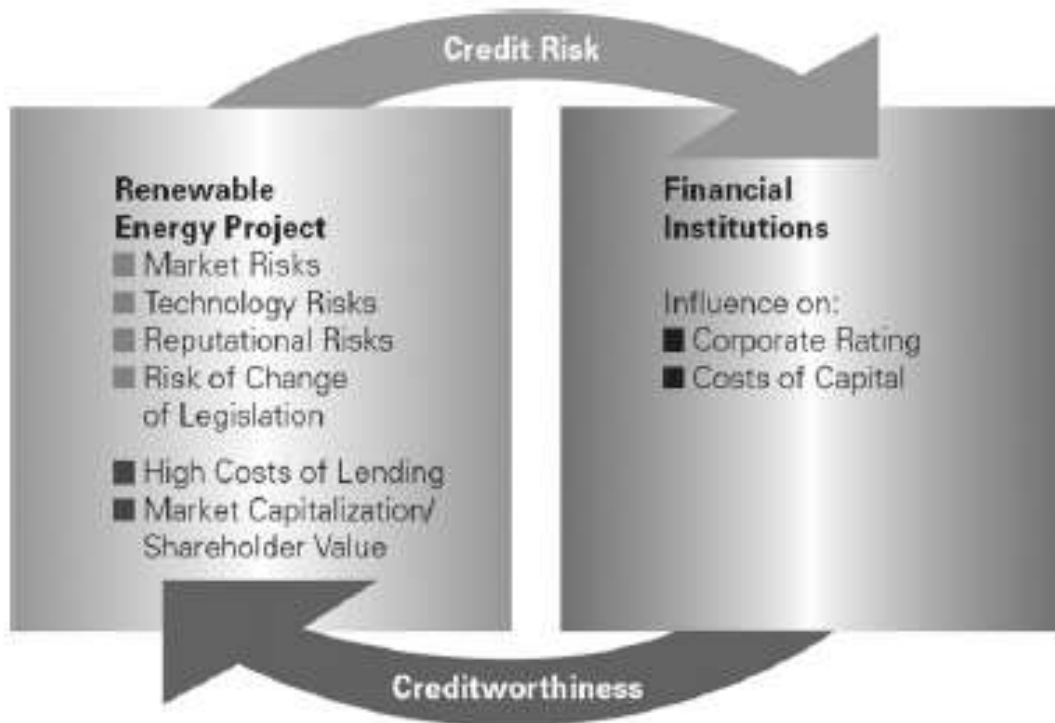 Credit Risk
Renewable
Energy Project
Market Risks
Technology Risks
Reputational Risks
Risk of Change
of Legislation
High Costs of Lending
Market Capitalization/
Shareholder Value
Financial
Institutions
Influence on:
Corporate Rating
Costs of Capital
Creditworthiness